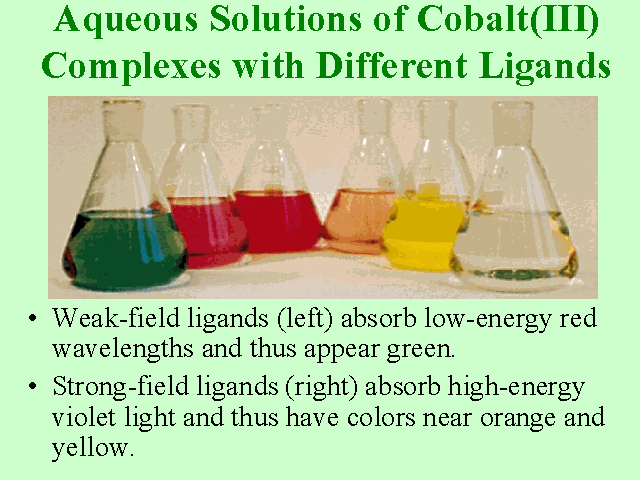 Aqueous Solutions of Cobalt(III)
Complexes with Different Ligands
• Weak-field ligands (left) absorb low-energy red
wavelengths and thus appear green.
• Strong-field ligands (right) absorb high-energy
violet light and thus have colors near orange and
yellow.